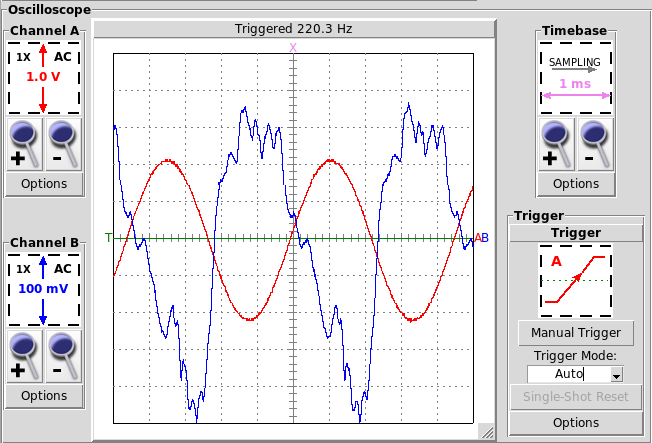 Oscilloscope
Channel A
1X AC
1.0 V
+ -
Options
Channel B
1X AC
100 mV
+ -
Options
Triggered 220.3 Hz
X
T
A
B
Timebase
SAMPLING
1 ms
+ -
Options
Trigger
Trigger
A
Manual Trigger
Trigger Mode:
Auto
Single-Shot Reset
Options